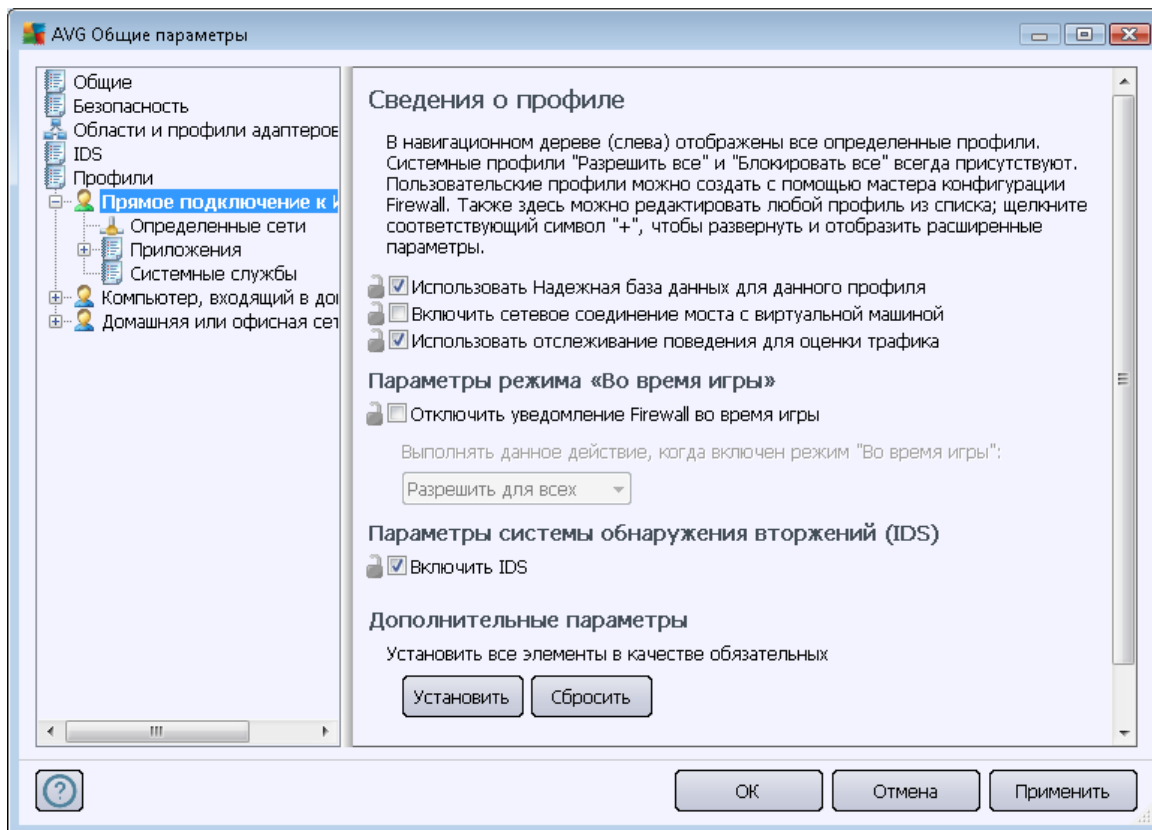 AVG Общие параметры
Общие
Безопасность
Области и профили адаптеров
IDS
Профили
Прямое подключение к И
Определенные сети
Приложения
Системные службы
Компьютер, входящий в до
Домашняя или офисная сет
Сведения о профиле
В навигационном дереве (слева) отображены все определенные профили.
Системные профили "Разрешить все" и "Блокировать все" всегда присутствуют.
Пользовательские профили можно создать с помощью мастера конфигурации
Firewall. Также здесь можно редактировать любой профиль из списка; щелкните
соответствующий символ "+", чтобы развернуть и отобразить расширенные
параметры.
Использовать Надежная база данных для данного профиля
Включить сетевое соединение моста с виртуальной машиной
Использовать отслеживание поведения для оценки трафика
Параметры режима «Во время игры»
Отключить уведомление Firewall во время игры
Выполнять данное действие, когда включен режим "Во время игры":
Разрешить для всех
Параметры системы обнаружения вторжений (IDS)
Включить IDS
Дополнительные параметры
Установить все элементы в качестве обязательных
Установить
Сбросить
ОК
Отмена
Применить